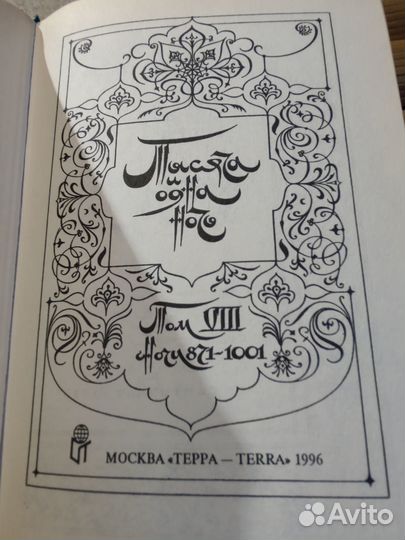 Тысяча
и
одна
ночь
Том VIII
Ночи 871-1001
МОСКВА «ТЕРРА — TERRA» 1996
Avito